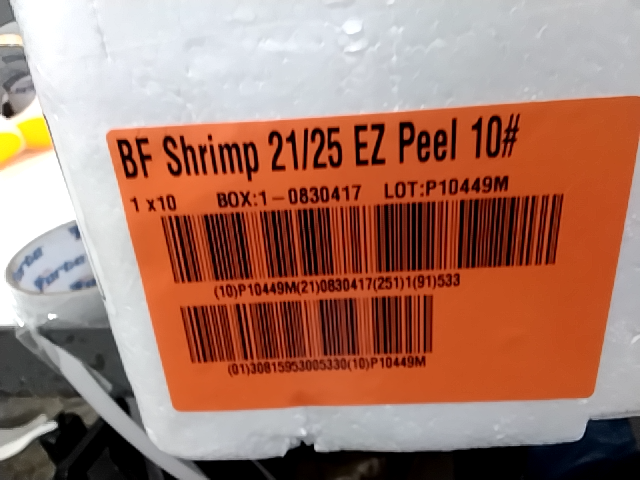 BF Shrimp 21/25 EZ Peel 10#
1 x10 BOX:1-0830417 LOT:P10449M
(10)P10449M(21)0830417(251)1(91)533
(01)30815953005330(10)P10449M